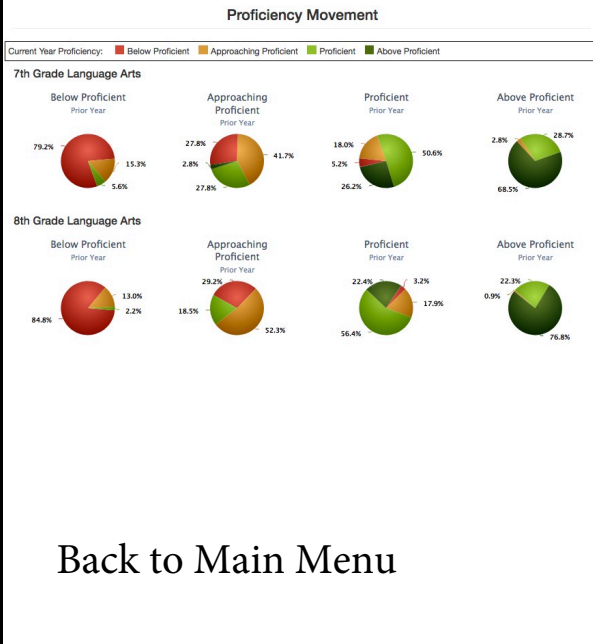 Proficiency Movement
Current Year Proficiency: Below Proficient Approaching Proficient Proficient Above Proficient
7th Grade Language Arts
Below Proficient
Prior Year
79.2%
15.3%
5.6%
Approaching
Proficient
Prior Year
27.8%
41.7%
2.8%
27.8%
Proficient
Prior Year
18.0%
50.6%
5.2%
26.2%
Above Proficient
Prior Year
2.8%
28.7%
68.5%
8th Grade Language Arts
Below Proficient
Prior Year
13.0%
2.2%
84.8%
Approaching
Proficient
Prior Year
29.2%
18.5%
52.3%
Proficient
Prior Year
22.4%
3.2%
17.9%
56.4%
Above Proficient
Prior Year
22.3%
0.9%
76.8%
Back to Main Menu